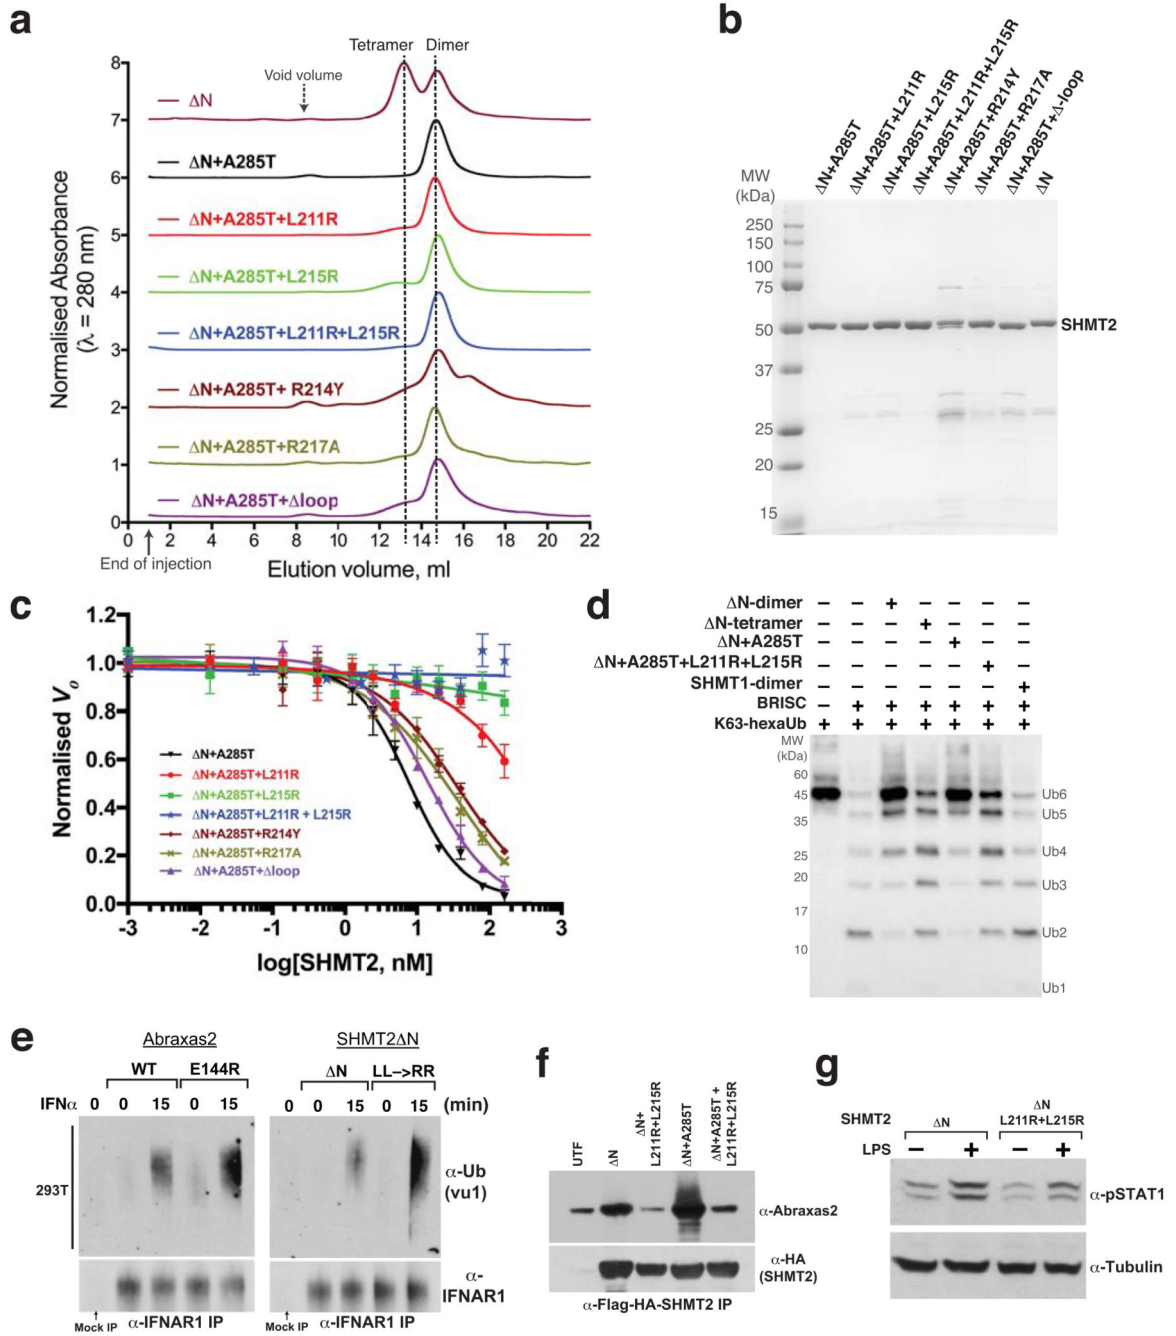 a
Tetramer Dimer
Void volume
8
7
6
5
4
3
2
1
0
ΔN
ΔN+A285T
ΔN+A285T+L211R
ΔN+A285T+L215R
ΔN+A285T+L211R+L215R
ΔN+A285T+ R214Y
ΔN+A285T+R217A
ΔN+A285T+Δloop
Normalised Absorbance
(λ = 280 nm)
0 2 4 6 8 10 12 14 16 18 20 22
End of injection
Elution volume, ml
b
ΔN+A285T
ΔN+A285T+L211R
ΔN+A285T+L215R
ΔN+A285T+L211R+L215R
ΔN+A285T+R214Y
ΔN+A285T+R217A
ΔN+A285T+Δ-loop
ΔN
MW
(kDa)
250
150
100
75
50
37
25
20
15
SHMT2
c
1.2
1.0
0.8
0.6
0.4
0.2
0.0
Normalised Vo
ΔN+A285T
ΔN+A285T+L211R
ΔN+A285T+L215R
ΔN+A285T+L211R + L215R
ΔN+A285T+R214Y
ΔN+A285T+R217A
ΔN+A285T+Δloop
-3 -2 -1 0 1 2 3
log[SHMT2, nM]
d
ΔN-dimer − − + − − − −
ΔN-tetramer − − − + − − −
ΔN+A285T − − − − + − −
ΔN+A285T+L211R+L215R − − − − − + −
SHMT1-dimer − − − − − − +
BRISC − + + + + + +
K63-hexaUb + + + + + + +
MW
(kDa)
60
45
35
25
20
17
10
Ub6
Ub5
Ub4
Ub3
Ub2
Ub1
e
Abraxas2 SHMT2ΔN
WT E144R ΔN LL->RR
IFNα 0 0 15 0 15 0 0 15 0 15 (min)
293T
α-Ub
(vu1)
α-
IFNAR1
Mock IP α-IFNAR1 IP Mock IP α-IFNAR1 IP
f
UTF
ΔN
ΔN+
L211R+L215R
ΔN+A285T
ΔN+A285T +
L211R+L215R
α-Abraxas2
α-HA
(SHMT2)
α-Flag-HA-SHMT2 IP
g
SHMT2 ΔN ΔN
L211R+L215R
LPS − + − +
α-pSTAT1
α-Tubulin